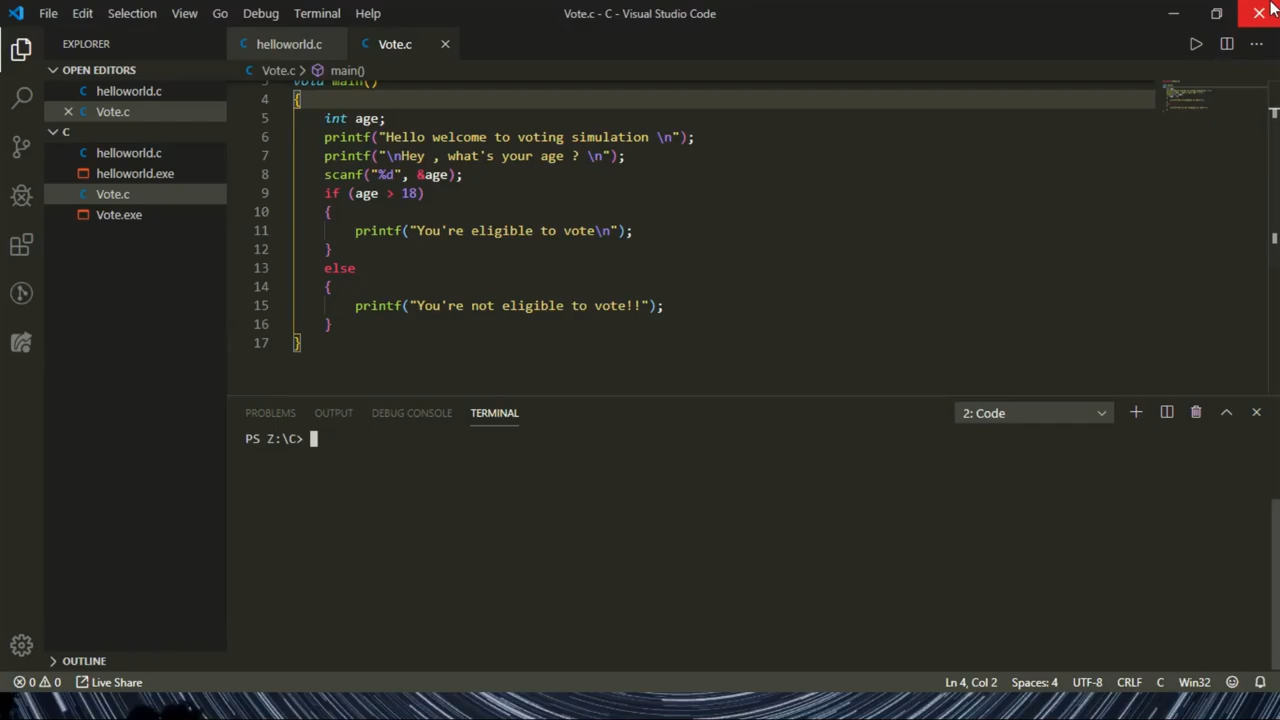 File Edit Selection View Go Debug Terminal Help Vote.c - C - Visual Studio Code
EXPLORER
helloworld.c Vote.c
OPEN EDITORS
helloworld.c
Vote.c
C
helloworld.c
helloworld.exe
Vote.c
Vote.exe
OUTLINE
Vote.c > main()
3 void main()
4 {
5 int age;
6 printf("Hello welcome to voting simulation \n");
7 printf("\nHey , what's your age ? \n");
8 scanf("%d", &age);
9 if (age > 18)
10 {
11 printf("You're eligible to vote\n");
12 }
13 else
14 {
15 printf("You're not eligible to vote!!");
16 }
17 }
PROBLEMS OUTPUT DEBUG CONSOLE TERMINAL 2: Code
PS Z:\C>
0 0 Live Share Ln 4, Col 2 Spaces: 4 UTF-8 CRLF C Win32